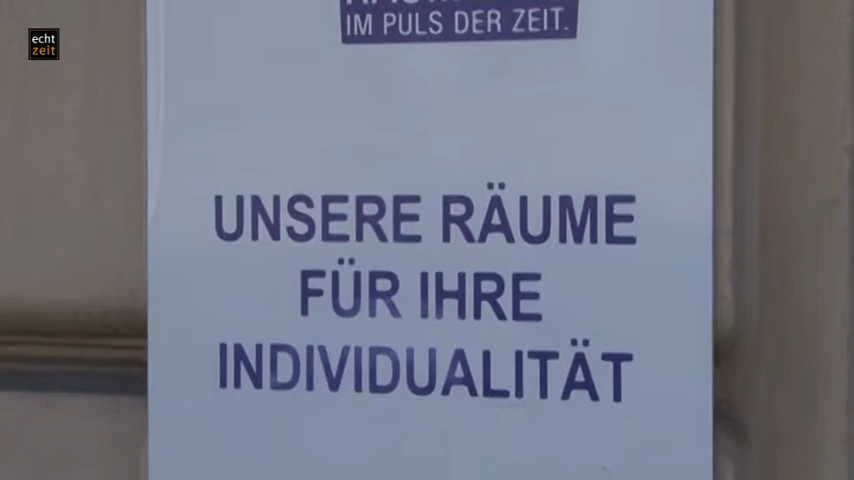 echt
zeit
IM PULS DER ZEIT.
UNSERE RÄUME
FÜR IHRE
INDIVIDUALITÄT